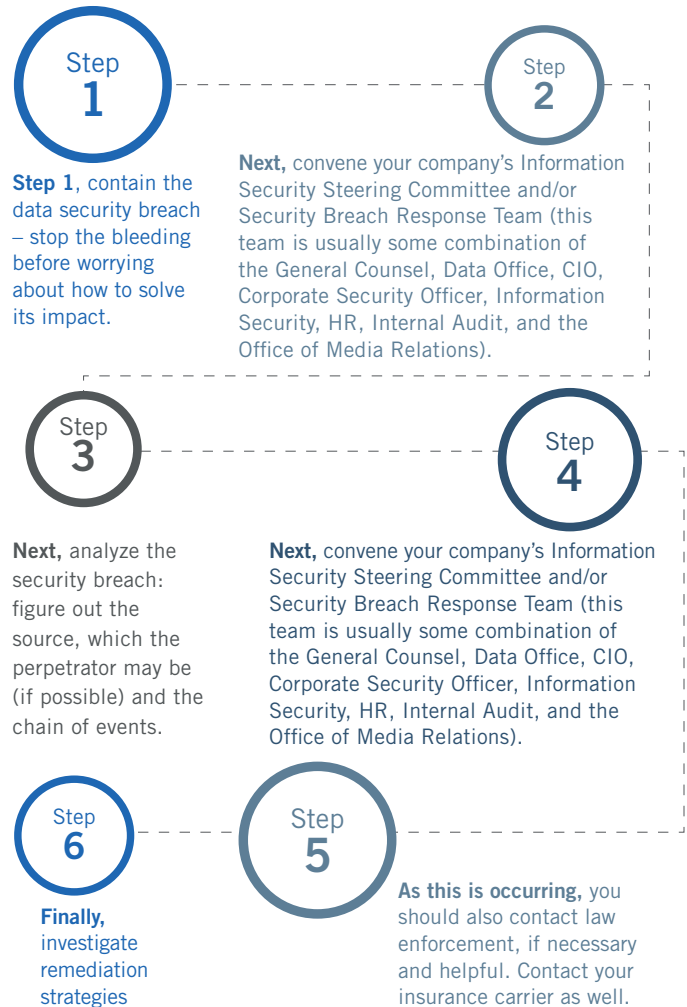 Step
1
Step
2
Step 1, contain the
data security breach
– stop the bleeding
before worrying
about how to solve
its impact.
Next, convene your company's Information
Security Steering Committee and/or
Security Breach Response Team (this
team is usually some combination of
the General Counsel, Data Office, CIO,
Corporate Security Officer, Information
Security, HR, Internal Audit, and the
Office of Media Relations).
Step
3
Step
4
Next, analyze the
security breach:
figure out the
source, which the
perpetrator may be
(if possible) and the
chain of events.
Next, convene your company's Information
Security Steering Committee and/or
Security Breach Response Team (this
team is usually some combination of
the General Counsel, Data Office, CIO,
Corporate Security Officer, Information
Security, HR, Internal Audit, and the
Office of Media Relations).
Step
5
As this is occurring, you
should also contact law
enforcement, if necessary
and helpful. Contact your
insurance carrier as well.
Step
6
Finally,
investigate
remediation
strategies